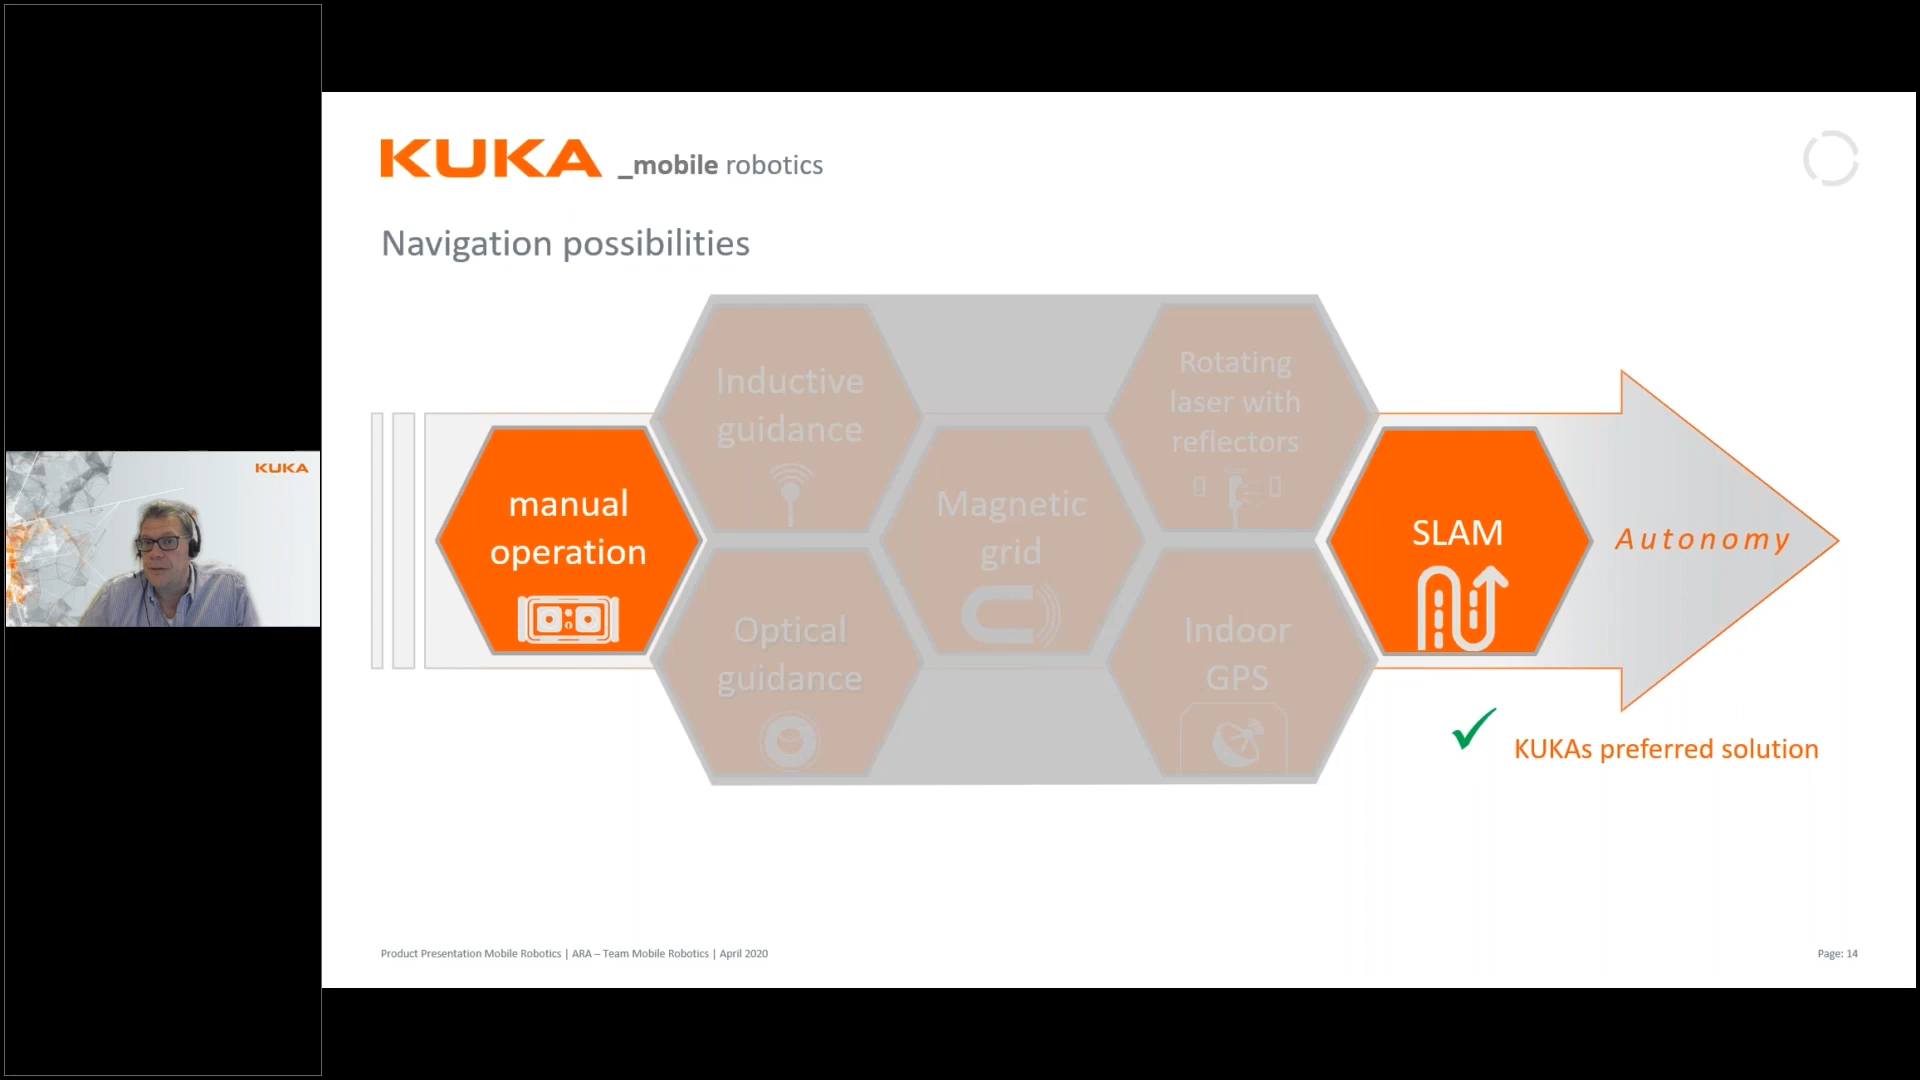 KUKA
KUKA _mobile robotics
Navigation possibilities
manual
operation
Inductive
guidance
Optical
guidance
Magnetic
grid
Rotating
laser with
reflectors
Indoor
GPS
SLAM
Autonomy
KUKAs preferred solution
Product Presentation Mobile Robotics | ARA – Team Mobile Robotics | April 2020
Page: 14